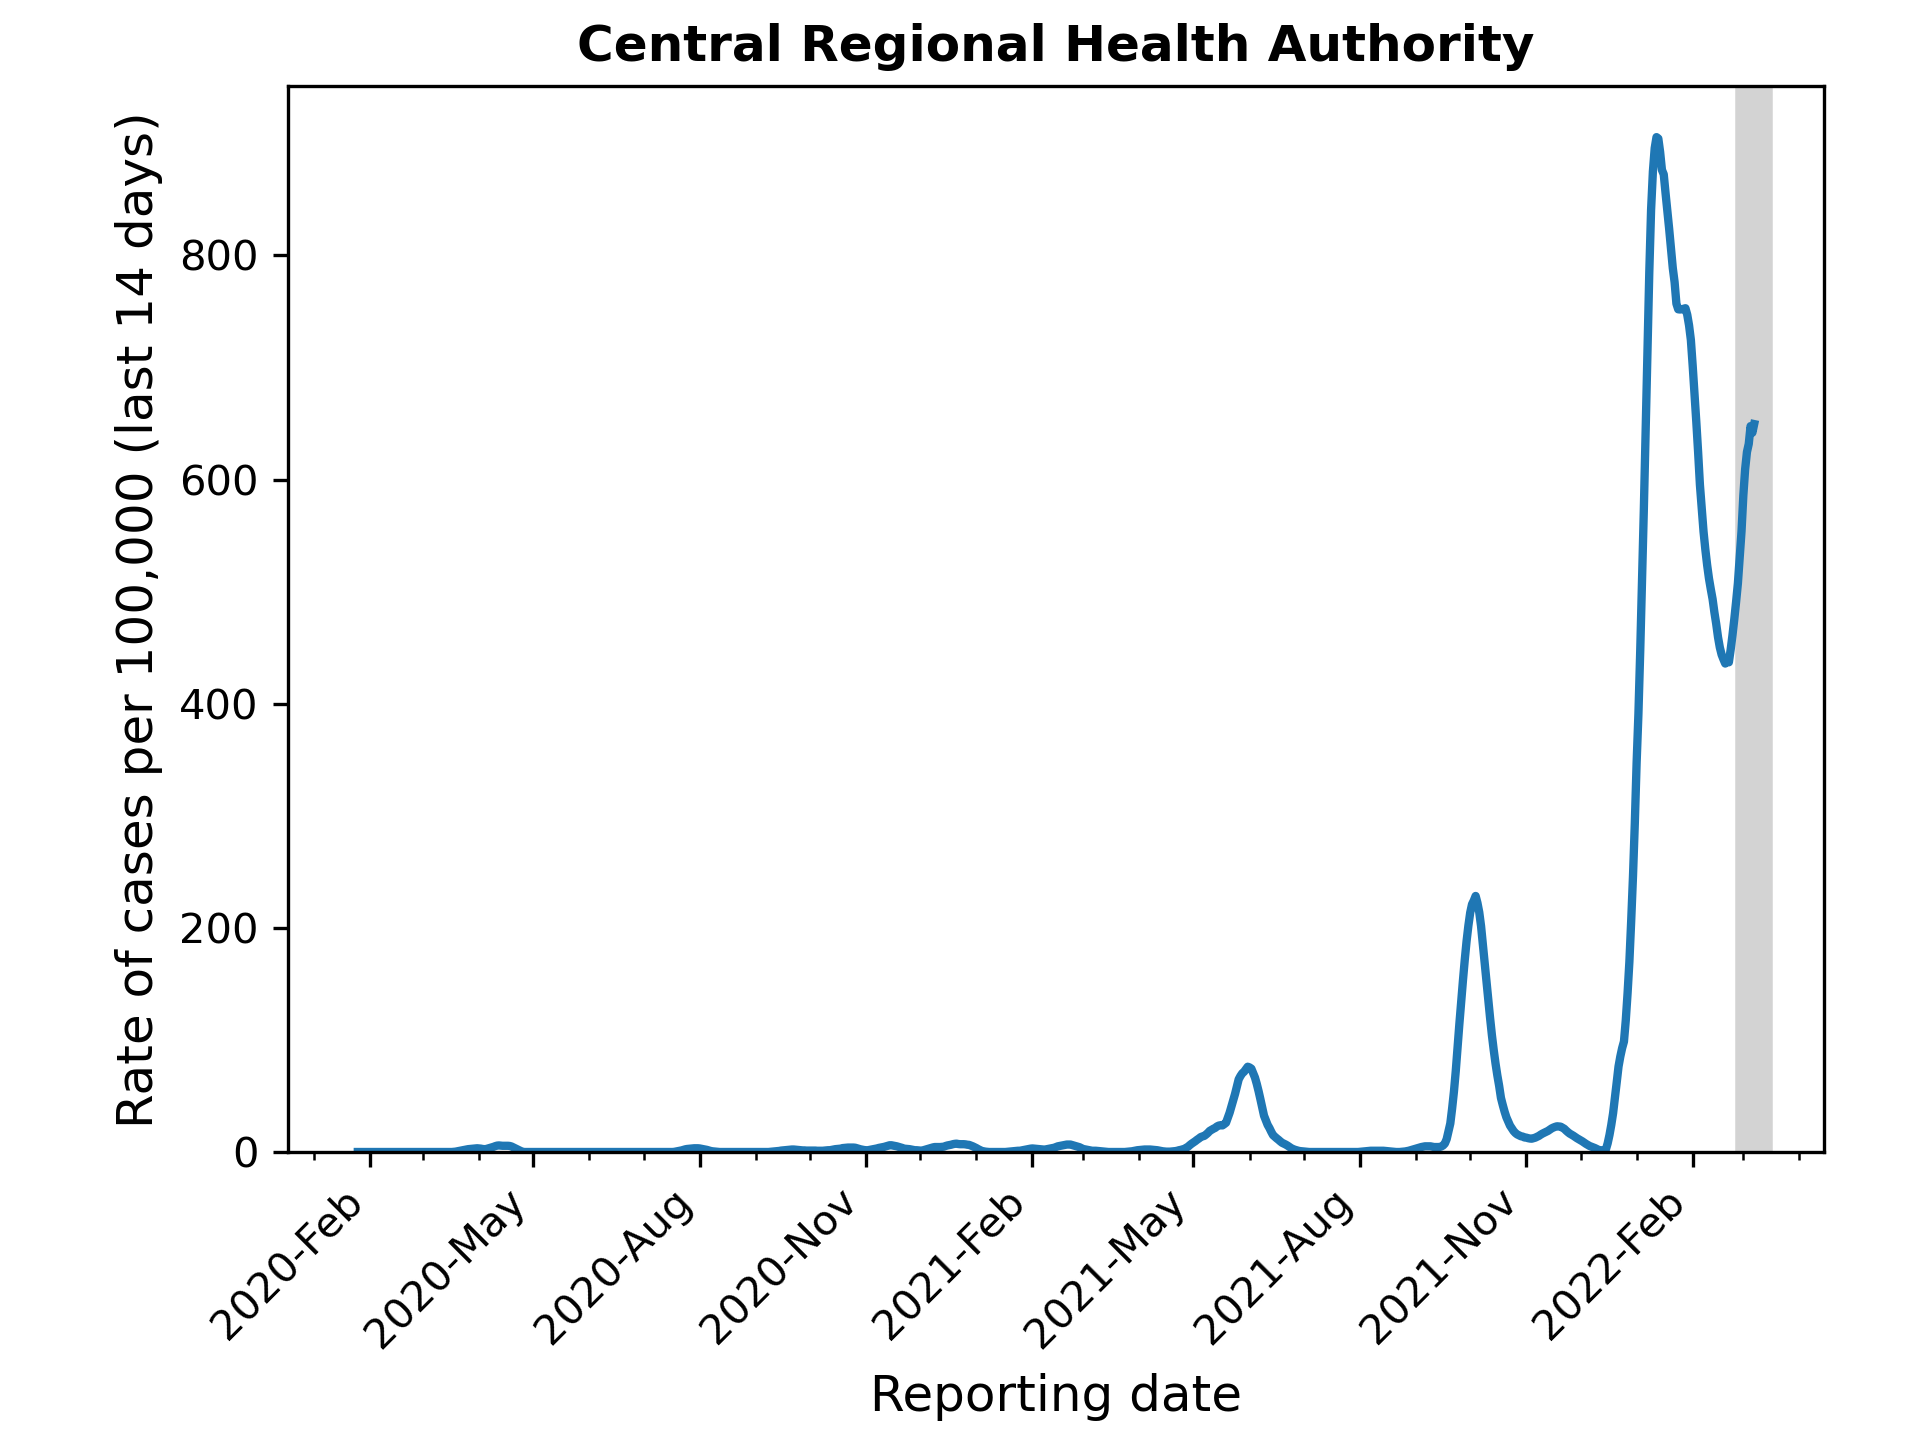 Central Regional Health Authority
Rate of cases per 100,000 (last 14 days)
800
600
400
200
0
2020-Feb
2020-May
2020-Aug
2020-Nov
2021-Feb
2021-May
2021-Aug
2021-Nov
2022-Feb
Reporting date